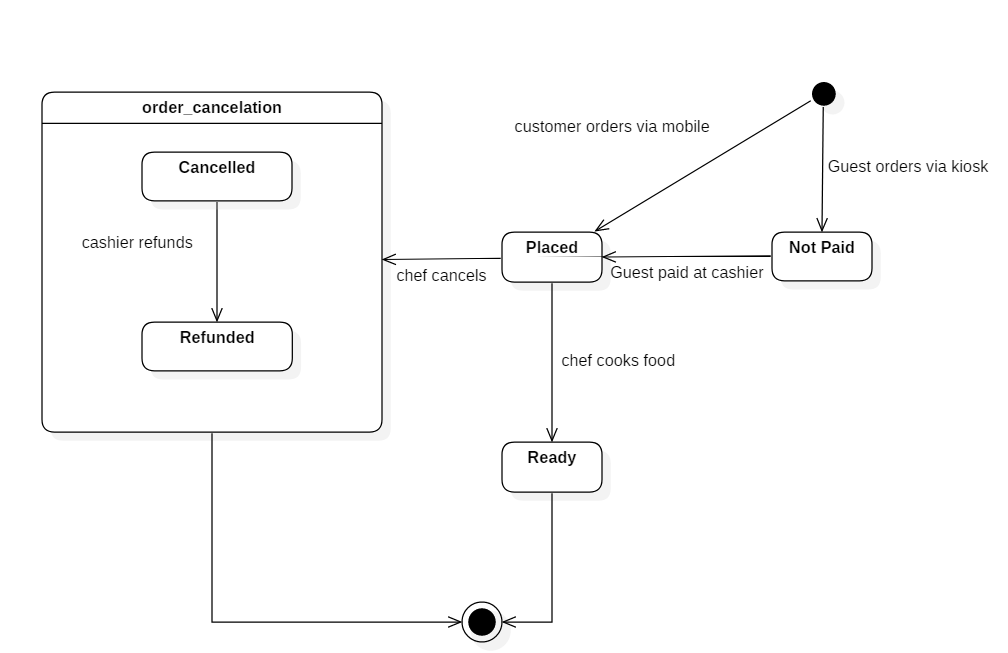 order_cancelation
customer orders via mobile
Cancelled
Guest orders via kiosk
cashier refunds
Placed
Not Paid
chef cancels
Guest paid at cashier
Refunded
chef cooks food
Ready